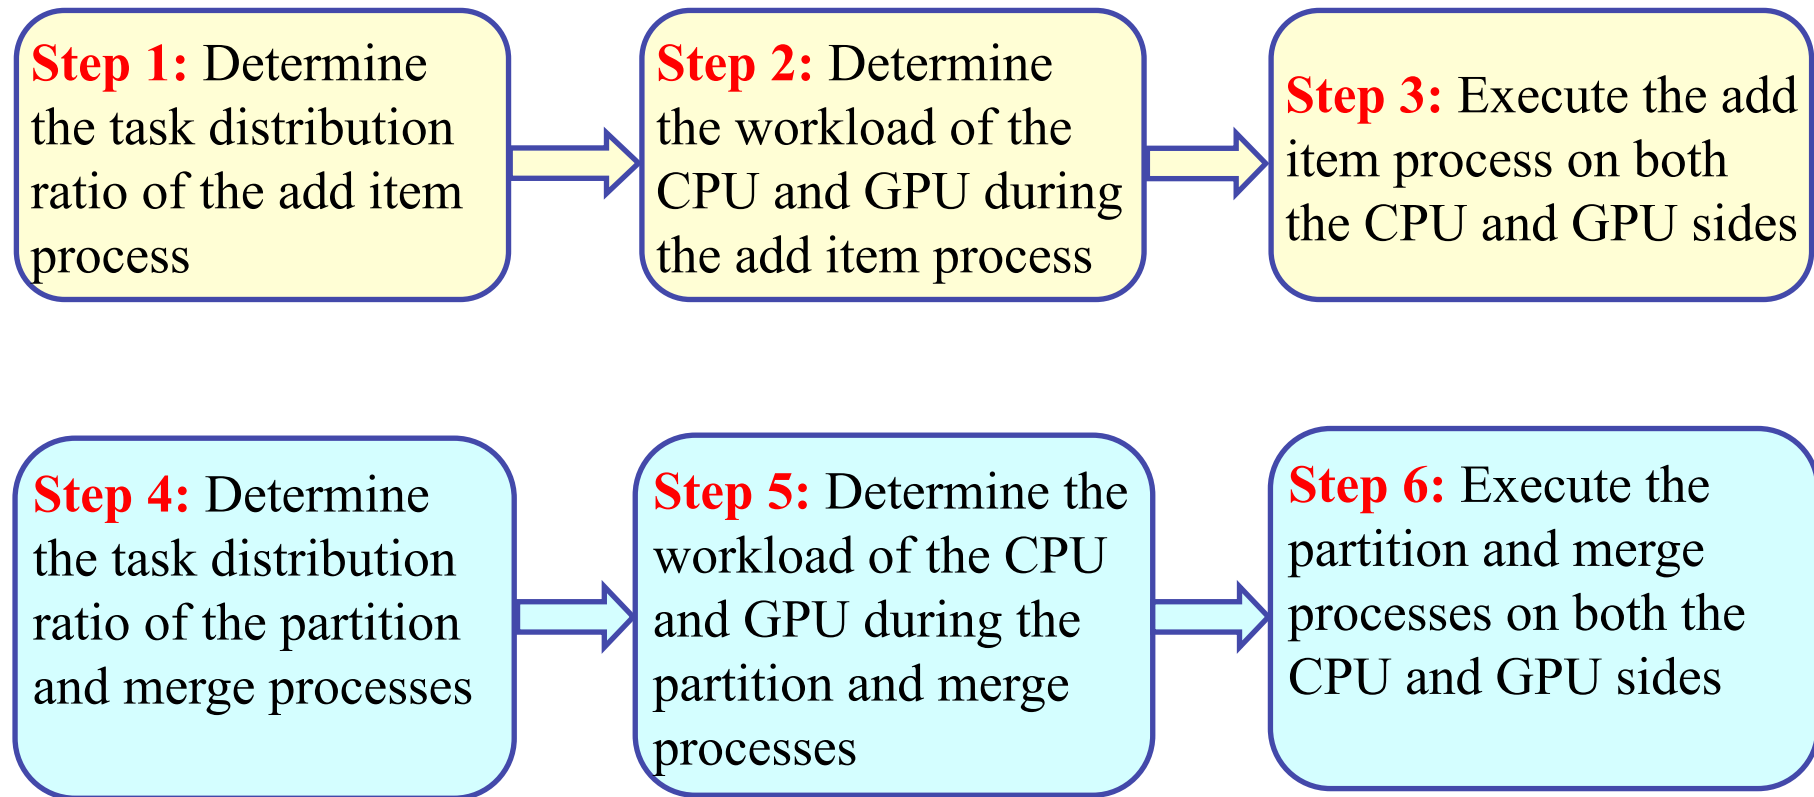 Step 1: Determine
the task distribution
ratio of the add item
process
Step 2: Determine
the workload of the
CPU and GPU during
the add item process
Step 3: Execute the add
item process on both
the CPU and GPU sides
Step 4: Determine
the task distribution
ratio of the partition
and merge processes
Step 5: Determine the
workload of the CPU
and GPU during the
partition and merge
processes
Step 6: Execute the
partition and merge
processes on both the
CPU and GPU sides